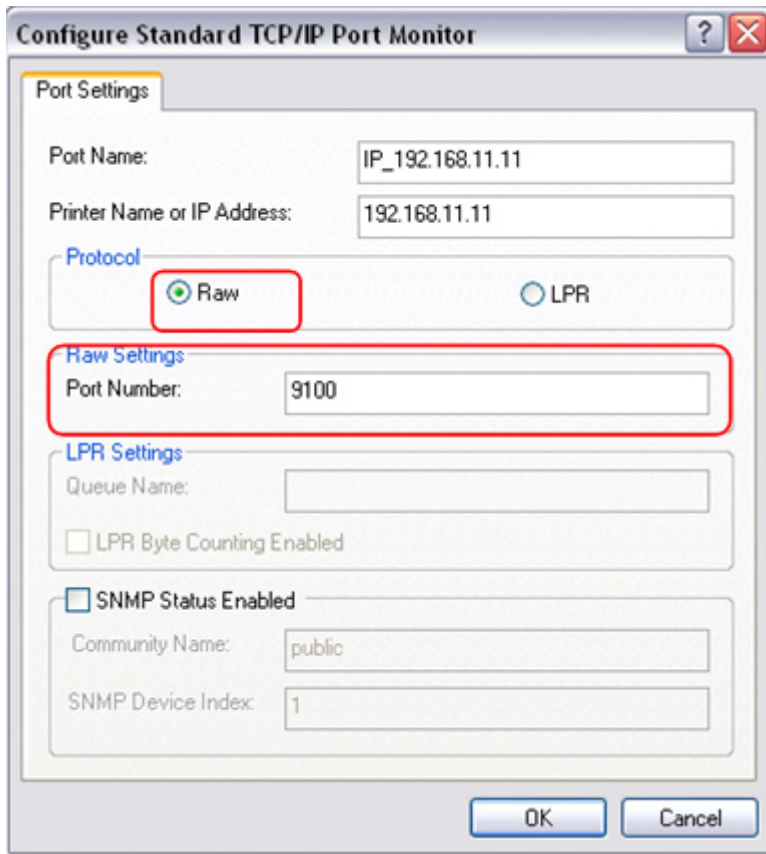 Configure Standard TCP/IP Port Monitor
Port Settings
Port Name: IP_192.168.11.11
Printer Name or IP Address: 192.168.11.11
Protocol
Raw LPR
Raw Settings
Port Number: 9100
LPR Settings
Queue Name:
LPR Byte Counting Enabled
SNMP Status Enabled
Community Name: public
SNMP Device Index: 1
OK Cancel